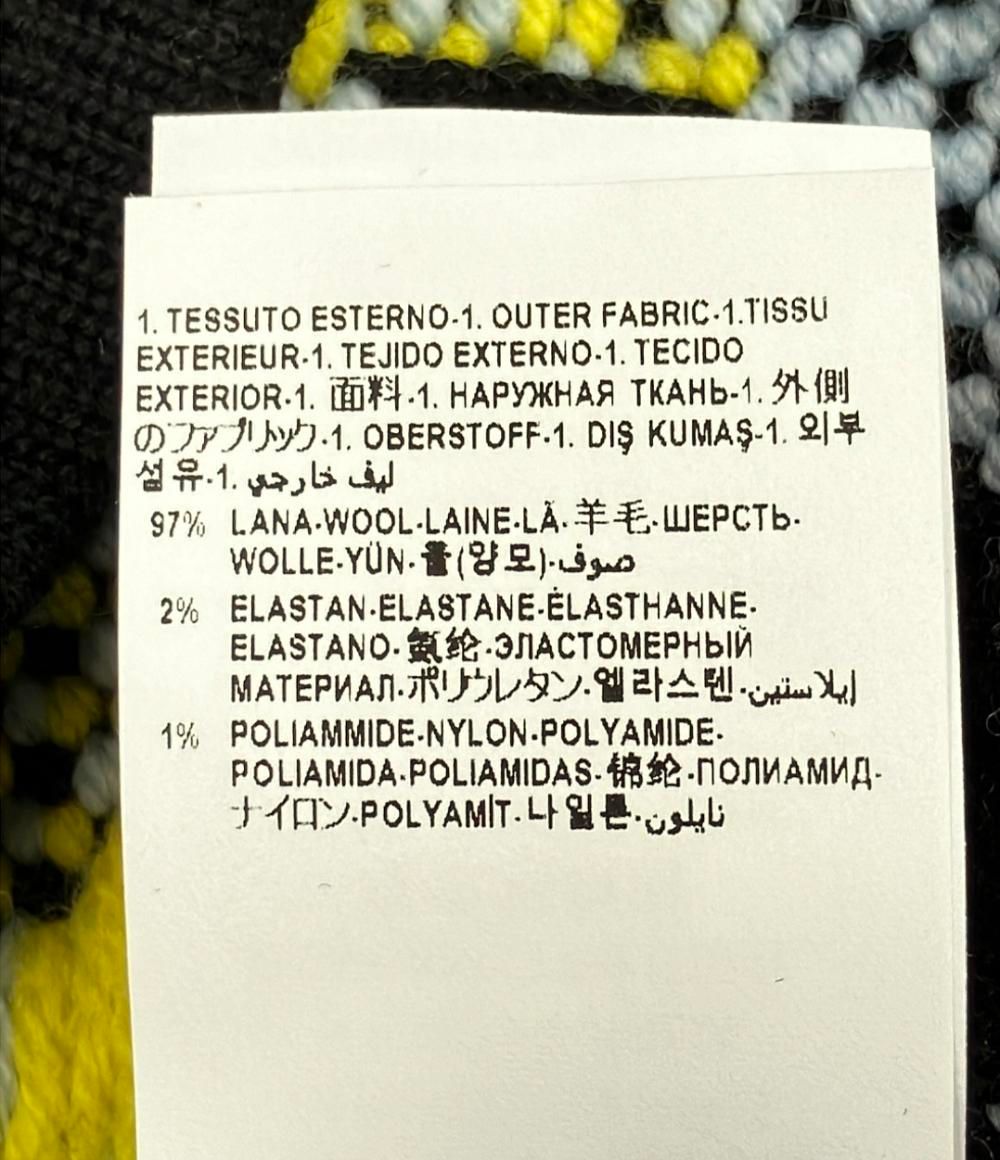 1. TESSUTO ESTERNO-1. OUTER FABRIC-1.TISSU
EXTERIEUR-1. TEJIDO EXTERNO-1. TECIDO
EXTERIOR-1. 面料-1. НАРУЖНАЯ ТКАНЬ-1. 外側
のファブリック-1. OBERSTOFF-1. DIŞ KUMAŞ-1. 외부
섬유-1. ليف خارجي
97% LANA-WOOL-LAINE-LÃ-羊毛-ШЕРСТЬ-
WOLLE-YÜN-울(양모)-صوف
2% ELASTAN-ELASTANE-ÉLASTHANNE-
ELASTANO-氨纶-ЭЛАСТОМЕРНЫЙ
МАТЕРИАЛ-ポリウレタン-엘라스텐-إيلاستين
1% POLIAMMIDE-NYLON-POLYAMIDE-
POLIAMIDA-POLIAMIDAS-锦纶-ПОЛИАМИД-
ナイロン-POLYAMİT-나일론-نايلون